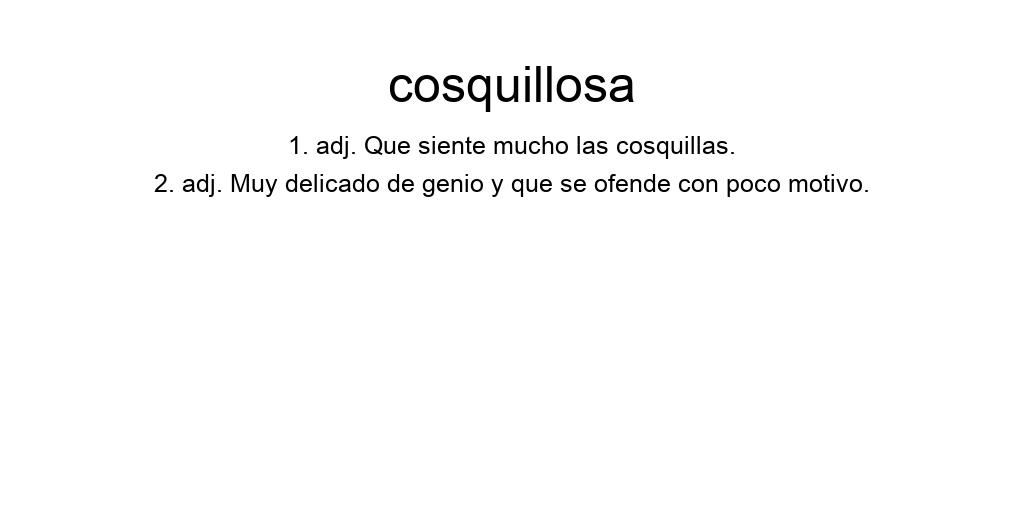 cosquillosa
1. adj. Que siente mucho las cosquillas.
2. adj. Muy delicado de genio y que se ofende con poco motivo.